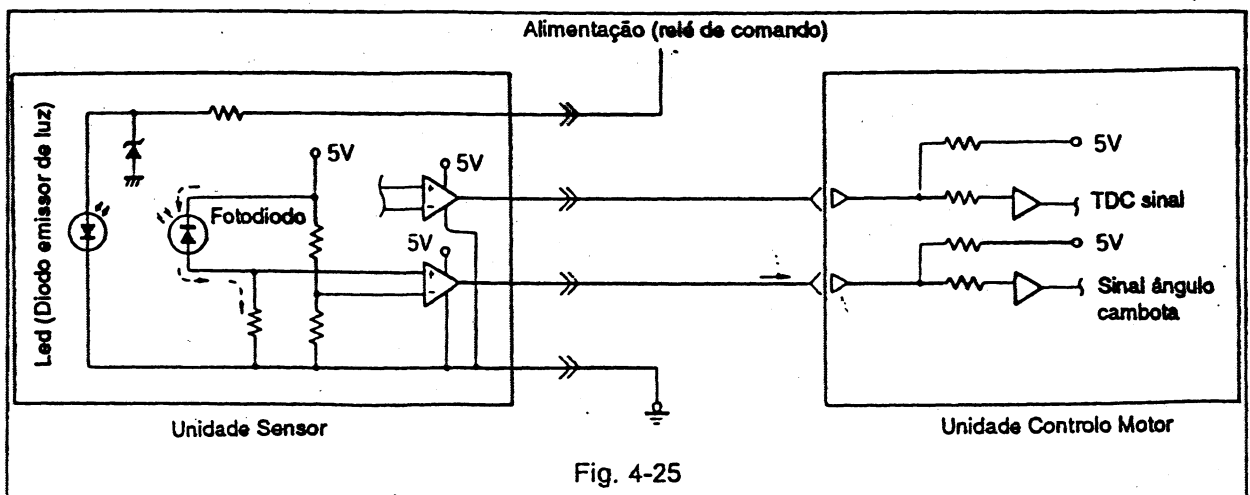 Alimentação (relé de comando)
Led (Diodo emissor de luz)
5V
5V
Fotodiodo
5V
+
-
+
-
5V
TDC sinal
5V
Sinal ângulo
cambota
Unidade Sensor
Unidade Controlo Motor
Fig. 4-25